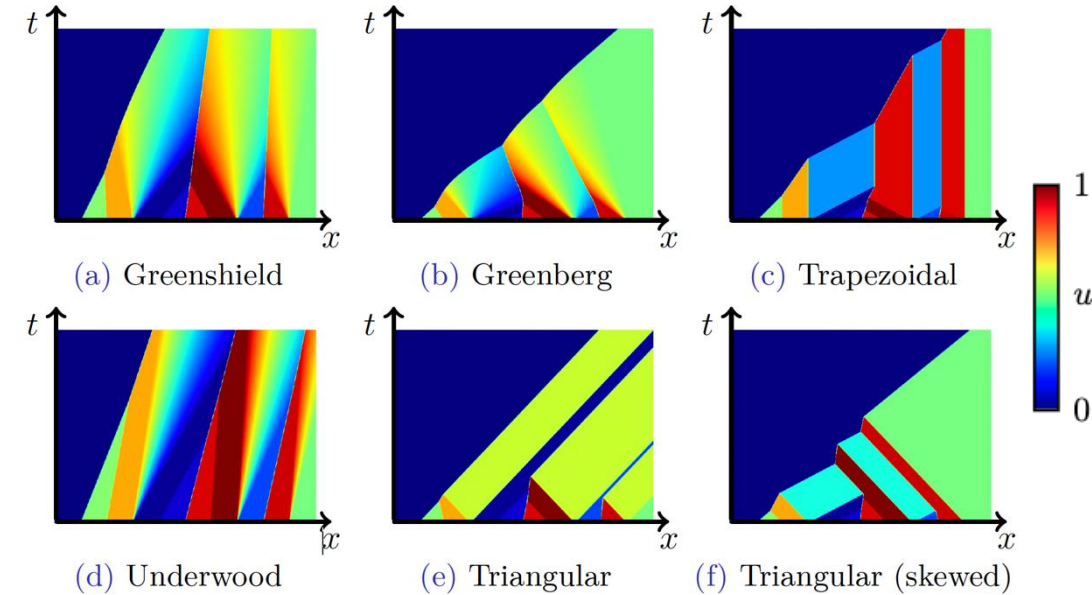 t
x
(a) Greenshield
t
x
(b) Greenberg
t
x
(c) Trapezoidal
1
u
0
t
x
(d) Underwood
t
x
(e) Triangular
t
x
(f) Triangular (skewed)